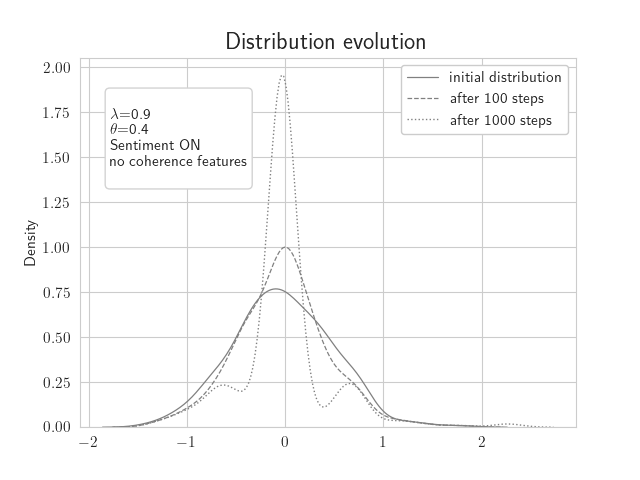 Distribution evolution
2.00
1.75
1.50
1.25
1.00
0.75
0.50
0.25
0.00
Density
λ=0.9
θ=0.4
Sentiment ON
no coherence features
initial distribution
after 100 steps
after 1000 steps
−2 −1 0 1 2